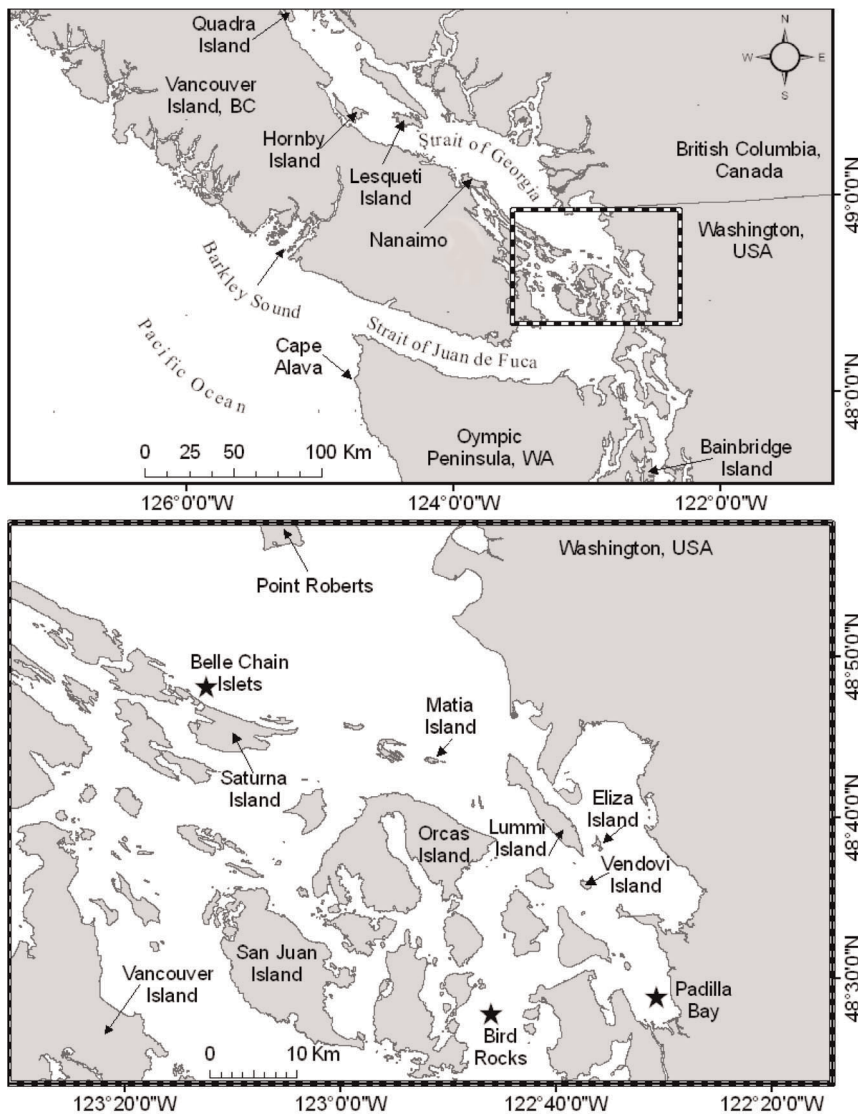 Quadra
Island
N
W
E
S
Vancouver
Island, BC
Hornby
Island
Strait of Georgia
Lesqueti
Island
British Columbia,
Canada
49°0'0"N
Nanaimo
Washington,
USA
Barkley Sound
Pacific Ocean
Cape
Alava
Strait of Juan de Fuca
48°0'0"N
0 25 50 100 Km
Oympic
Peninsula, WA
Bainbridge
Island
126°0'0"W
124°0'0"W
122°0'0"W
Washington, USA
Point Roberts
48°50'0"N
Belle Chain
Islets
Matia
Island
Saturna
Island
Eliza
Island
48°40'0"N
Orcas
Island
Lummi
Island
Vendovi
Island
San Juan
Island
Vancouver
Island
48°30'0"N
Padilla
Bay
Bird
Rocks
0 10 Km
123°20'0"W
123°0'0"W
122°40'0"W
122°20'0"W